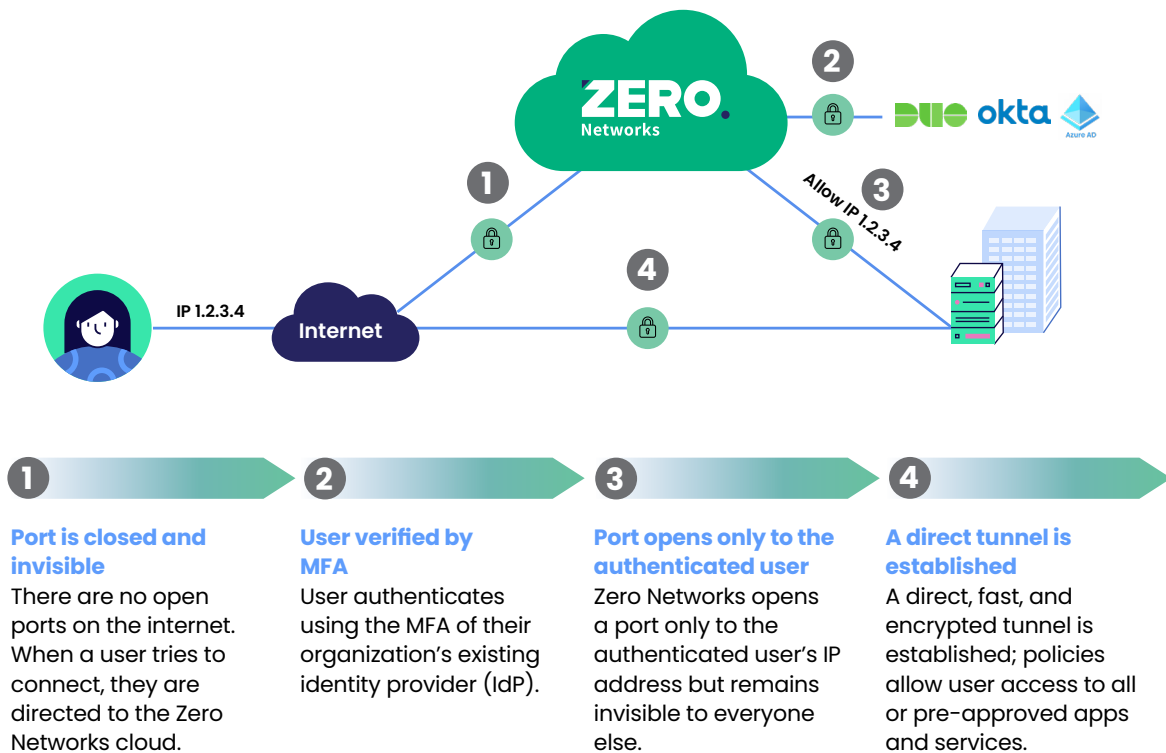 2
ZERO.
Networks
DUO okta
Azure AD
1
Allow IP 1.2.3.4
3
4
IP 1.2.3.4
Internet
1
2
3
4
Port is closed and
invisible
There are no open
ports on the internet.
When a user tries to
connect, they are
directed to the Zero
Networks cloud.
User verified by
MFA
User authenticates
using the MFA of their
organization’s existing
identity provider (IdP).
Port opens only to the
authenticated user
Zero Networks opens
a port only to the
authenticated user’s IP
address but remains
invisible to everyone
else.
A direct tunnel is
established
A direct, fast, and
encrypted tunnel is
established; policies
allow user access to all
or pre-approved apps
and services.